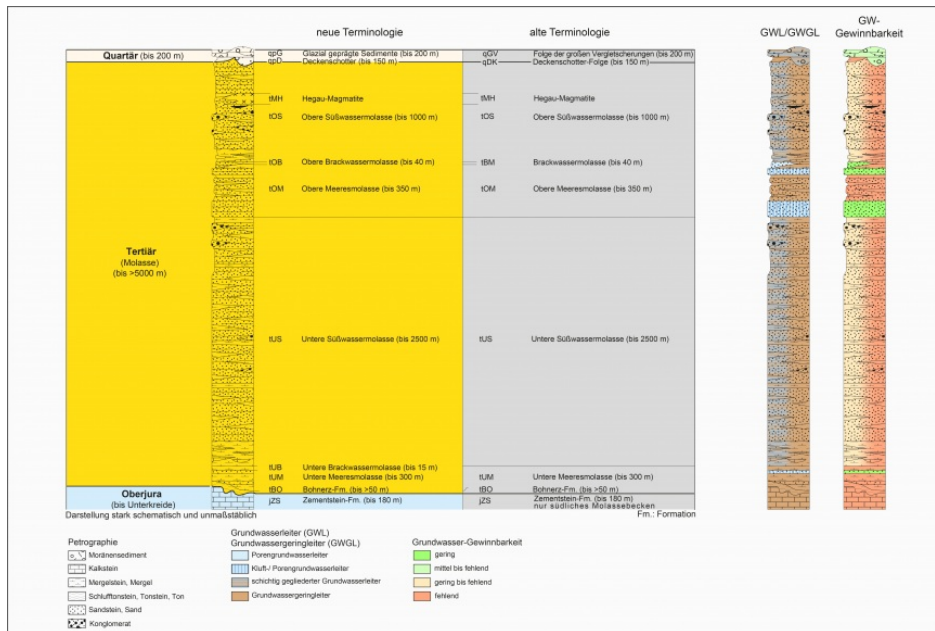 neue Terminologie
alte Terminologie
GWL/GWGL
GW-
Gewinnbarkeit
Quartär (bis 200 m)
qpG Glazial geprägte Sedimente (bis 200 m)
qpD Deckenschotter (bis 150 m)
qGV Folge der großen Vergletscherungen (bis 200 m)
qDK Deckenschotter-Folge (bis 150 m)
tMH Hegau-Magmatite
tMH Hegau-Magmatite
tOS Obere Süßwassermolasse (bis 1000 m)
tOS Obere Süßwassermolasse (bis 1000 m)
tOB Obere Brackwassermolasse (bis 40 m)
tBM Brackwassermolasse (bis 40 m)
tOM Obere Meeresmolasse (bis 350 m)
tOM Obere Meeresmolasse (bis 350 m)
Tertiär
(Molasse)
(bis >5000 m)
tUS Untere Süßwassermolasse (bis 2500 m)
tUS Untere Süßwassermolasse (bis 2500 m)
tUB Untere Brackwassermolasse (bis 15 m)
tUM Untere Meeresmolasse (bis 300 m)
tUM Untere Meeresmolasse (bis 300 m)
tBO Bohnerz-Fm. (bis >50 m)
tBO Bohnerz-Fm. (bis >50 m)
Oberjura
(bis Unterkreide)
jZS Zementstein-Fm. (bis 180 m)
jZS Zementstein-Fm. (bis 180 m)
nur südliches Molassebecken
Darstellung stark schematisch und unmaßstäblich
Fm.: Formation
Petrographie
Moränensediment
Kalkstein
Mergelstein, Mergel
Schlufftonstein, Tonstein, Ton
Sandstein, Sand
Konglomerat
Grundwasserleiter (GWL)
Grundwassergeringleiter (GWGL)
Porengrundwasserleiter
Kluft-/ Porengrundwasserleiter
schichtig gegliederter Grundwasserleiter
Grundwassergeringleiter
Grundwasser-Gewinnbarkeit
gering
mittel bis fehlend
gering bis fehlend
fehlend